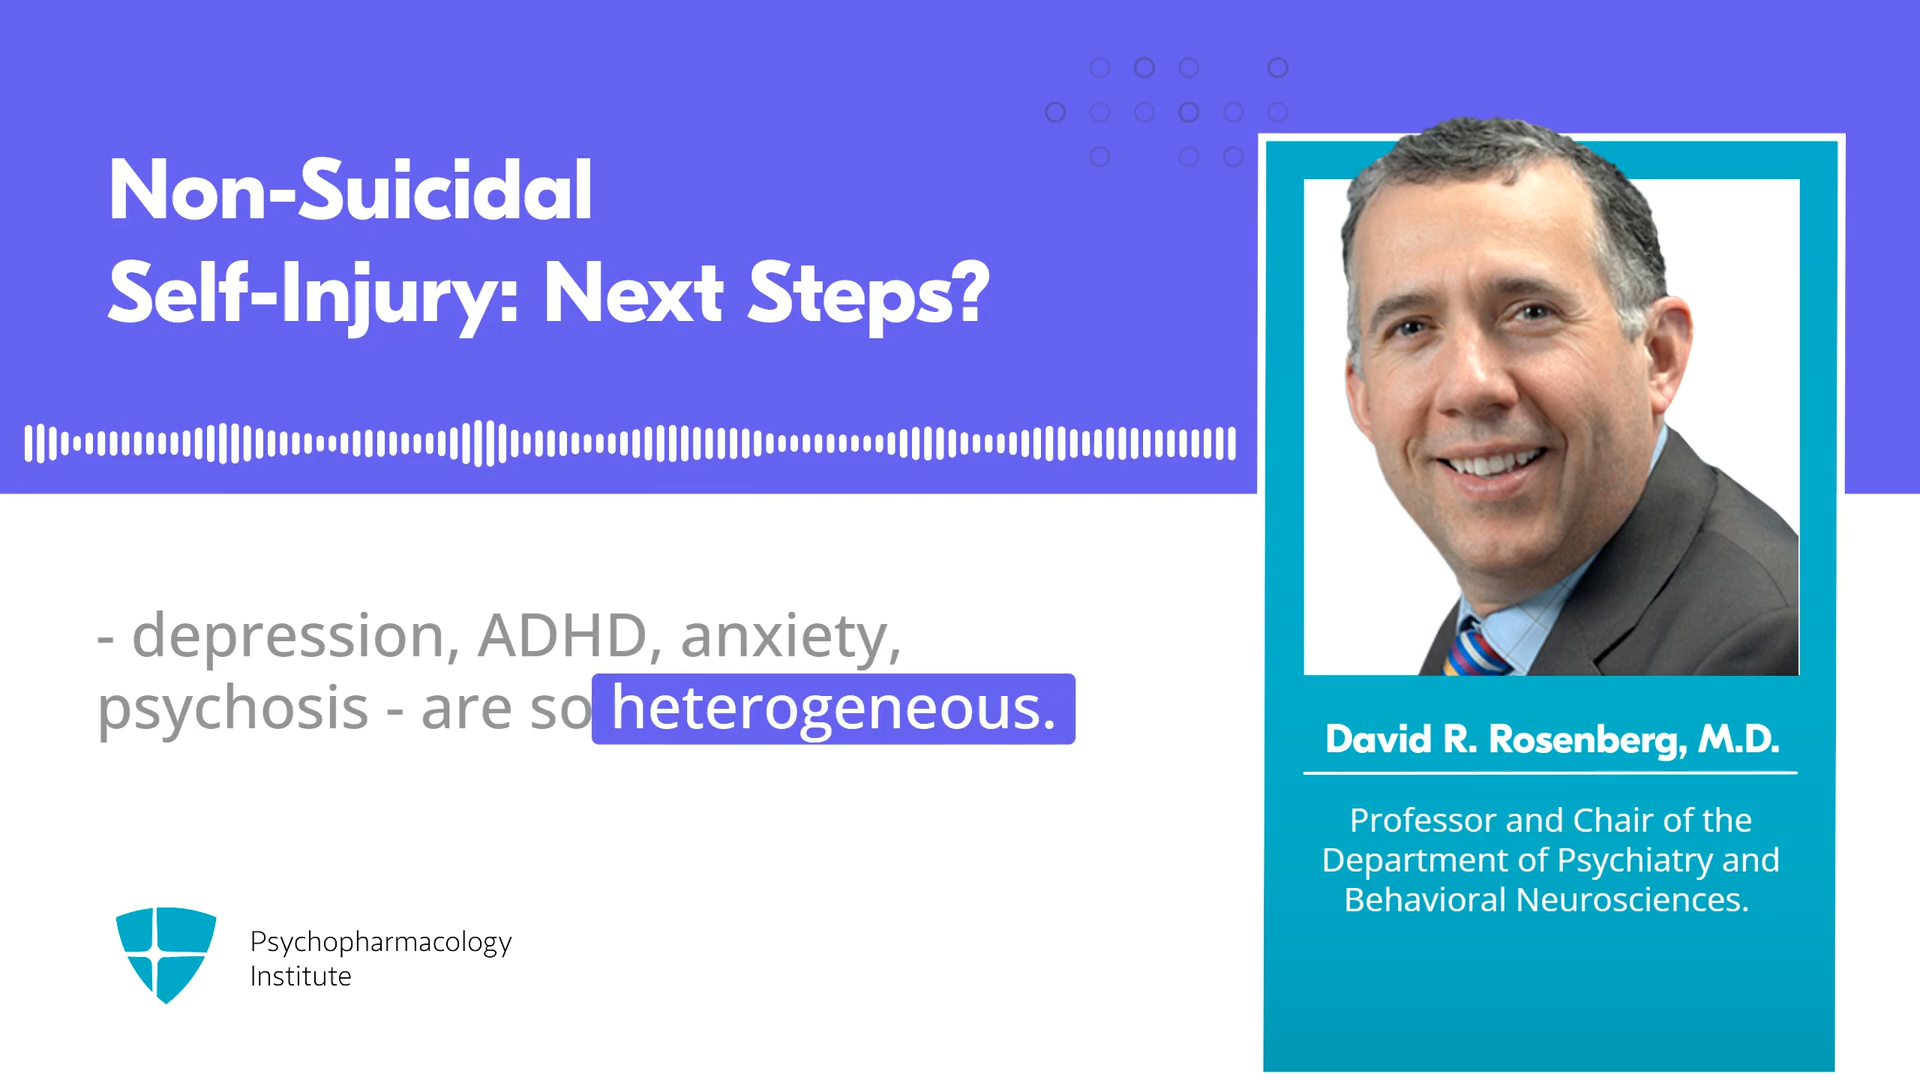 Non-Suicidal
Self-Injury: Next Steps?
- depression, ADHD, anxiety,
psychosis - are so heterogeneous.
Psychopharmacology
Institute
David R. Rosenberg, M.D.
Professor and Chair of the
Department of Psychiatry and
Behavioral Neurosciences.